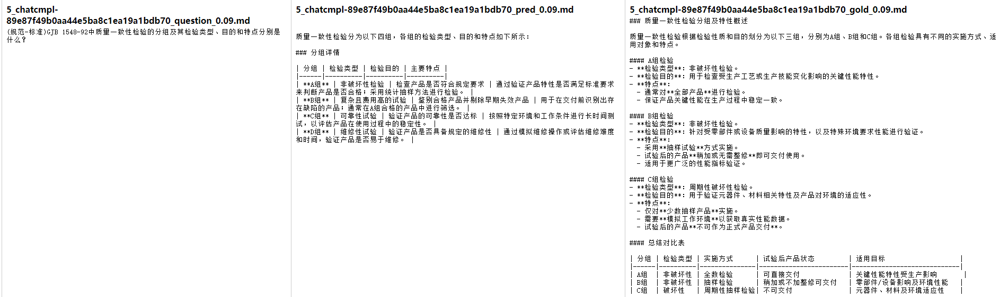 5_chatcmpl-
89e87f49b0aa44e5ba8c1ea19a1bdb70_question_0.09.md
(规范-标准)GJB 1548-92中质量一致性检验的分组及其检验类型、目的和特点分别是
什么?
5_chatcmpl-89e87f49b0aa44e5ba8c1ea19a1bdb70_pred_0.09.md
质量一致性检验分为以下四组，各组的检验类型、目的和特点如下所示：
### 分组详情
| 分组 | 检验类型 | 检验目的 | 主要特点 |
|------|----------|----------|----------|
| **A组** | 非破坏性检验 | 检查产品是否符合规定要求 | 通过验证产品特性是否满足标准要求
来判断产品是否合格；采用统计抽样方法进行检验。 |
| **B组** | 复杂且费用高的试验 | 鉴别合格产品并剔除早期失效产品 | 用于在交付前识别出存
在缺陷的产品；通常在A组合格的产品中进行筛选。 |
| **C组** | 可靠性试验 | 验证产品的可靠性是否达标 | 按照特定环境和工作条件进行长时间测
试，以评估产品在使用过程中的稳定性。 |
| **D组** | 维修性试验 | 验证产品是否具备规定的维修性 | 通过模拟维修操作或评估维修难度
和时间，验证产品是否易于维修。 |
5_chatcmpl-89e87f49b0aa44e5ba8c1ea19a1bdb70_gold_0.09.md
### 质量一致性检验分组及特性概述
质量一致性检验根据检验性质和目的划分为以下三组，分别为A组、B组和C组。各组检验具有不同的实施方式、适
用对象和特点。
#### A组检验
- **检验类型**: 非破坏性检验。
- **检验目的**: 用于检查受生产工艺或生产技能变化影响的关键性能特性。
- **特点**:
- 通常对**全部产品**进行检验。
- 保证产品关键性能在生产过程中稳定一致。
#### B组检验
- **检验类型**: 非破坏性检验。
- **检验目的**: 针对受零部件或设备质量影响的特性，以及特殊环境要求性能进行验证。
- **特点**:
- 采用**抽样试验**方式实施。
- 试验后的产品**稍加或无需整修**即可交付使用。
- 适用于更广泛的性能指标验证。
#### C组检验
- **检验类型**: 周期性破坏性检验。
- **检验目的**: 用于验证元器件、材料相关特性及产品对环境的适应性。
- **特点**:
- 仅对**少数抽样产品**实施。
- 需要**模拟工作环境**以获取真实性能数据。
- 试验后的产品**不可作为正式产品交付**。
#### 总结对比表
| 分组 | 检验类型 | 实施方式 | 试验后产品状态 | 适用目标 |
|------|---------|---------------|------------------------|-----------------------------|
| A组 | 非破坏性 | 全数检验 | 可直接交付 | 关键性能特性受生产影响 |
| B组 | 非破坏性 | 抽样检验 | 稍加或不加整修可交付 | 零部件/设备影响及环境性能 |
| C组 | 破坏性 | 周期性抽样检验| 不可交付 | 元器件、材料及环境适应性 |